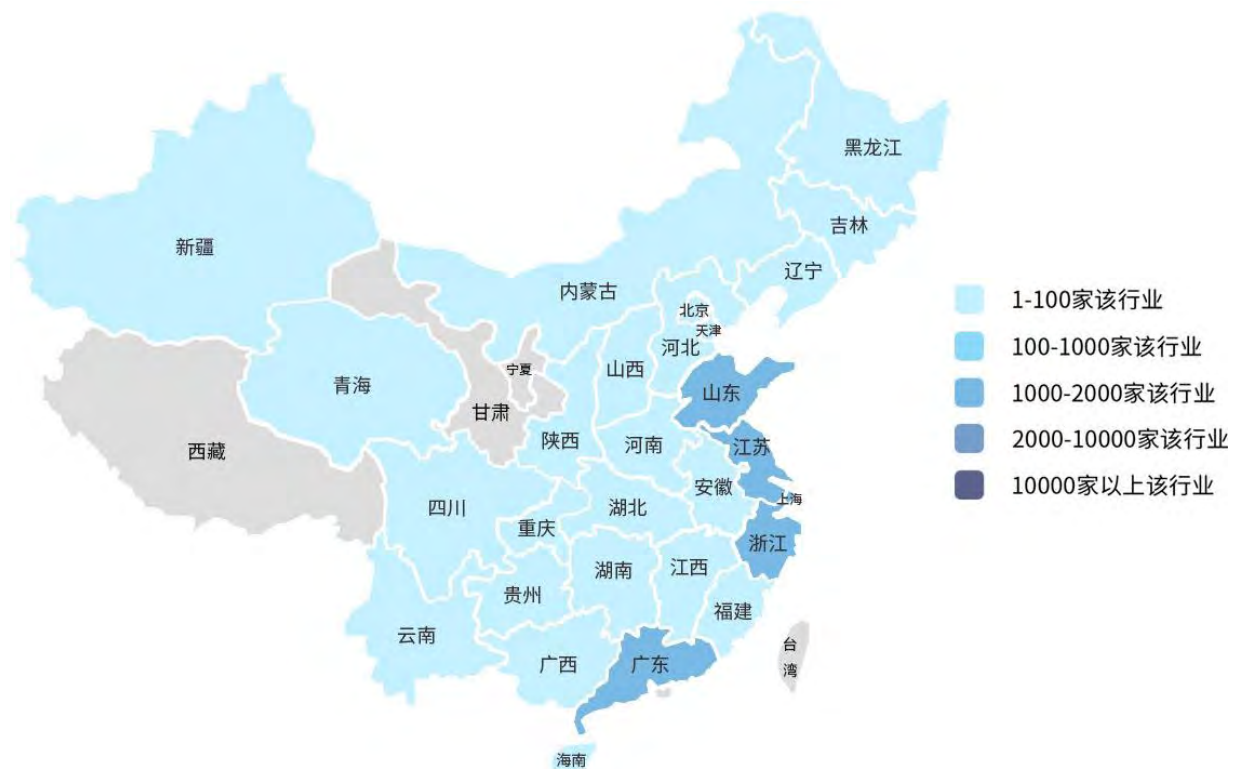 黑龙江
吉林
新疆
辽宁
内蒙古
北京
天津
河北
宁夏
山西
青海
山东
甘肃
陕西
河南
江苏
西藏
安徽
上海
四川
湖北
重庆
浙江
江西
湖南
贵州
福建
云南
台
湾
广西
广东
海南
1-100家该行业
100-1000家该行业
1000-2000家该行业
2000-10000家该行业
10000家以上该行业